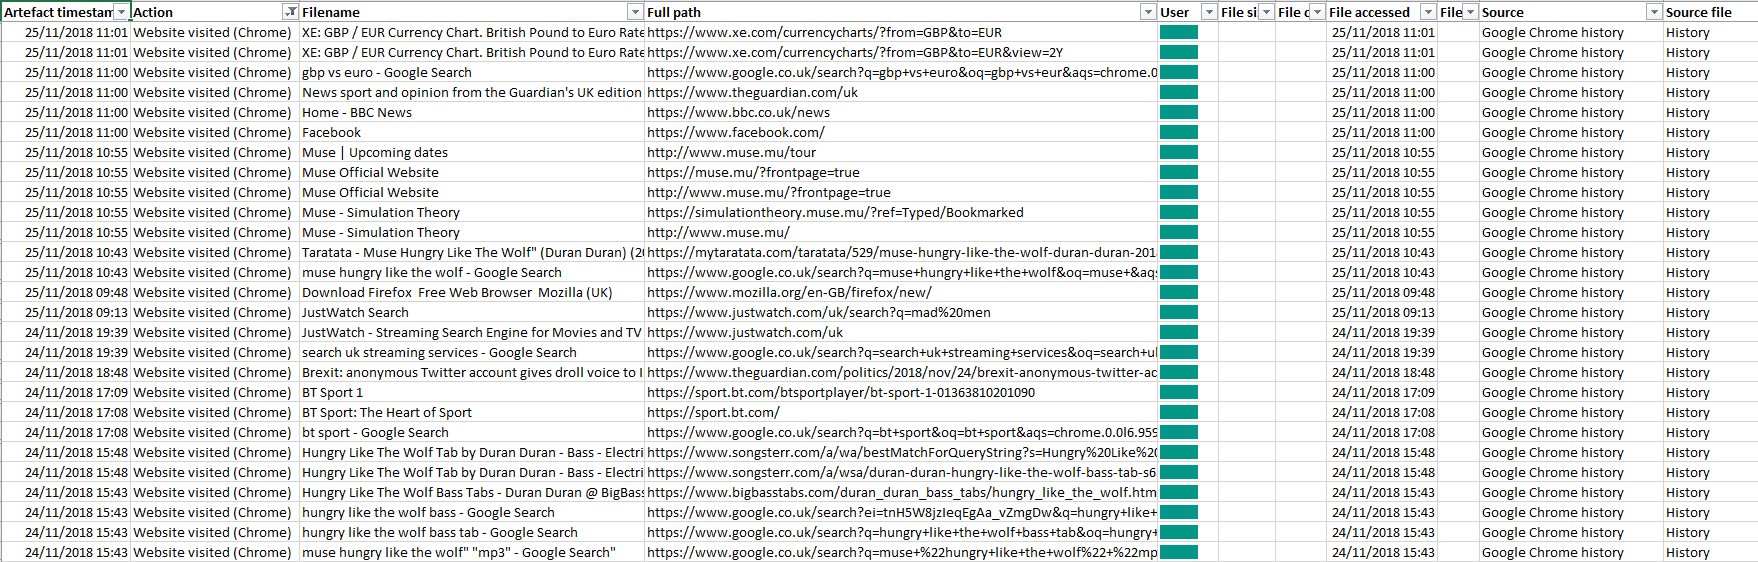 Artefact timestam Action Filename Full path User File si File c File accessed File Source Source file
25/11/2018 11:01 Website visited (Chrome) XE: GBP / EUR Currency Chart. British Pound to Euro Rate https://www.xe.com/currencycharts/?from=GBP&to=EUR 25/11/2018 11:01 Google Chrome history History
25/11/2018 11:01 Website visited (Chrome) XE: GBP / EUR Currency Chart. British Pound to Euro Rate https://www.xe.com/currencycharts/?from=GBP&to=EUR&view=2Y 25/11/2018 11:01 Google Chrome history History
25/11/2018 11:00 Website visited (Chrome) gbp vs euro - Google Search https://www.google.co.uk/search?q=gbp+vs+euro&oq=gbp+vs+eur&aqs=chrome.0 25/11/2018 11:00 Google Chrome history History
25/11/2018 11:00 Website visited (Chrome) News sport and opinion from the Guardian's UK edition https://www.theguardian.com/uk 25/11/2018 11:00 Google Chrome history History
25/11/2018 11:00 Website visited (Chrome) Home - BBC News https://www.bbc.co.uk/news 25/11/2018 11:00 Google Chrome history History
25/11/2018 11:00 Website visited (Chrome) Facebook https://www.facebook.com/ 25/11/2018 11:00 Google Chrome history History
25/11/2018 10:55 Website visited (Chrome) Muse | Upcoming dates http://www.muse.mu/tour 25/11/2018 10:55 Google Chrome history History
25/11/2018 10:55 Website visited (Chrome) Muse Official Website https://muse.mu/?frontpage=true 25/11/2018 10:55 Google Chrome history History
25/11/2018 10:55 Website visited (Chrome) Muse Official Website http://www.muse.mu/?frontpage=true 25/11/2018 10:55 Google Chrome history History
25/11/2018 10:55 Website visited (Chrome) Muse - Simulation Theory https://simulationtheory.muse.mu/?ref=Typed/Bookmarked 25/11/2018 10:55 Google Chrome history History
25/11/2018 10:55 Website visited (Chrome) Muse - Simulation Theory http://www.muse.mu/ 25/11/2018 10:55 Google Chrome history History
25/11/2018 10:43 Website visited (Chrome) Taratata - Muse Hungry Like The Wolf" (Duran Duran) (20 https://mytaratata.com/taratata/529/muse-hungry-like-the-wolf-duran-duran-201 25/11/2018 10:43 Google Chrome history History
25/11/2018 10:43 Website visited (Chrome) muse hungry like the wolf - Google Search https://www.google.co.uk/search?q=muse+hungry+like+the+wolf&oq=muse+&aqs 25/11/2018 10:43 Google Chrome history History
25/11/2018 09:48 Website visited (Chrome) Download Firefox Free Web Browser Mozilla (UK) https://www.mozilla.org/en-GB/firefox/new/ 25/11/2018 09:48 Google Chrome history History
25/11/2018 09:13 Website visited (Chrome) JustWatch Search https://www.justwatch.com/uk/search?q=mad%20men 25/11/2018 09:13 Google Chrome history History
24/11/2018 19:39 Website visited (Chrome) JustWatch - Streaming Search Engine for Movies and TV https://www.justwatch.com/uk 24/11/2018 19:39 Google Chrome history History
24/11/2018 19:39 Website visited (Chrome) search uk streaming services - Google Search https://www.google.co.uk/search?q=search+uk+streaming+services&oq=search+ul 24/11/2018 19:39 Google Chrome history History
24/11/2018 18:48 Website visited (Chrome) Brexit: anonymous Twitter account gives droll voice to I https://www.theguardian.com/politics/2018/nov/24/brexit-anonymous-twitter-ac 24/11/2018 18:48 Google Chrome history History
24/11/2018 17:09 Website visited (Chrome) BT Sport 1 https://sport.bt.com/btsportplayer/bt-sport-1-01363810201090 24/11/2018 17:09 Google Chrome history History
24/11/2018 17:08 Website visited (Chrome) BT Sport: The Heart of Sport https://sport.bt.com/ 24/11/2018 17:08 Google Chrome history History
24/11/2018 17:08 Website visited (Chrome) bt sport - Google Search https://www.google.co.uk/search?q=bt+sport&oq=bt+sport&aqs=chrome.0.0l6.959 24/11/2018 17:08 Google Chrome history History
24/11/2018 15:48 Website visited (Chrome) Hungry Like The Wolf Tab by Duran Duran - Bass - Electri https://www.songsterr.com/a/wa/bestMatchForQueryString?s=Hungry%20Like%20 24/11/2018 15:48 Google Chrome history History
24/11/2018 15:48 Website visited (Chrome) Hungry Like The Wolf Tab by Duran Duran - Bass - Electri https://www.songsterr.com/a/wsa/duran-duran-hungry-like-the-wolf-bass-tab-s6 24/11/2018 15:48 Google Chrome history History
24/11/2018 15:43 Website visited (Chrome) Hungry Like The Wolf Bass Tabs - Duran Duran @ BigBass https://www.bigbasstabs.com/duran_duran_bass_tabs/hungry_like_the_wolf.htm 24/11/2018 15:43 Google Chrome history History
24/11/2018 15:43 Website visited (Chrome) hungry like the wolf bass - Google Search https://www.google.co.uk/search?ei=tnH5W8jzIeqEgAa_vZmgDw&q=hungry+like+ 24/11/2018 15:43 Google Chrome history History
24/11/2018 15:43 Website visited (Chrome) hungry like the wolf bass tab - Google Search https://www.google.co.uk/search?q=hungry+like+the+wolf+bass+tab&oq=hungry+ 24/11/2018 15:43 Google Chrome history History
24/11/2018 15:43 Website visited (Chrome) muse hungry like the wolf" "mp3" - Google Search" https://www.google.co.uk/search?q=muse+%22hungry+like+the+wolf%22+%22mp 24/11/2018 15:43 Google Chrome history History